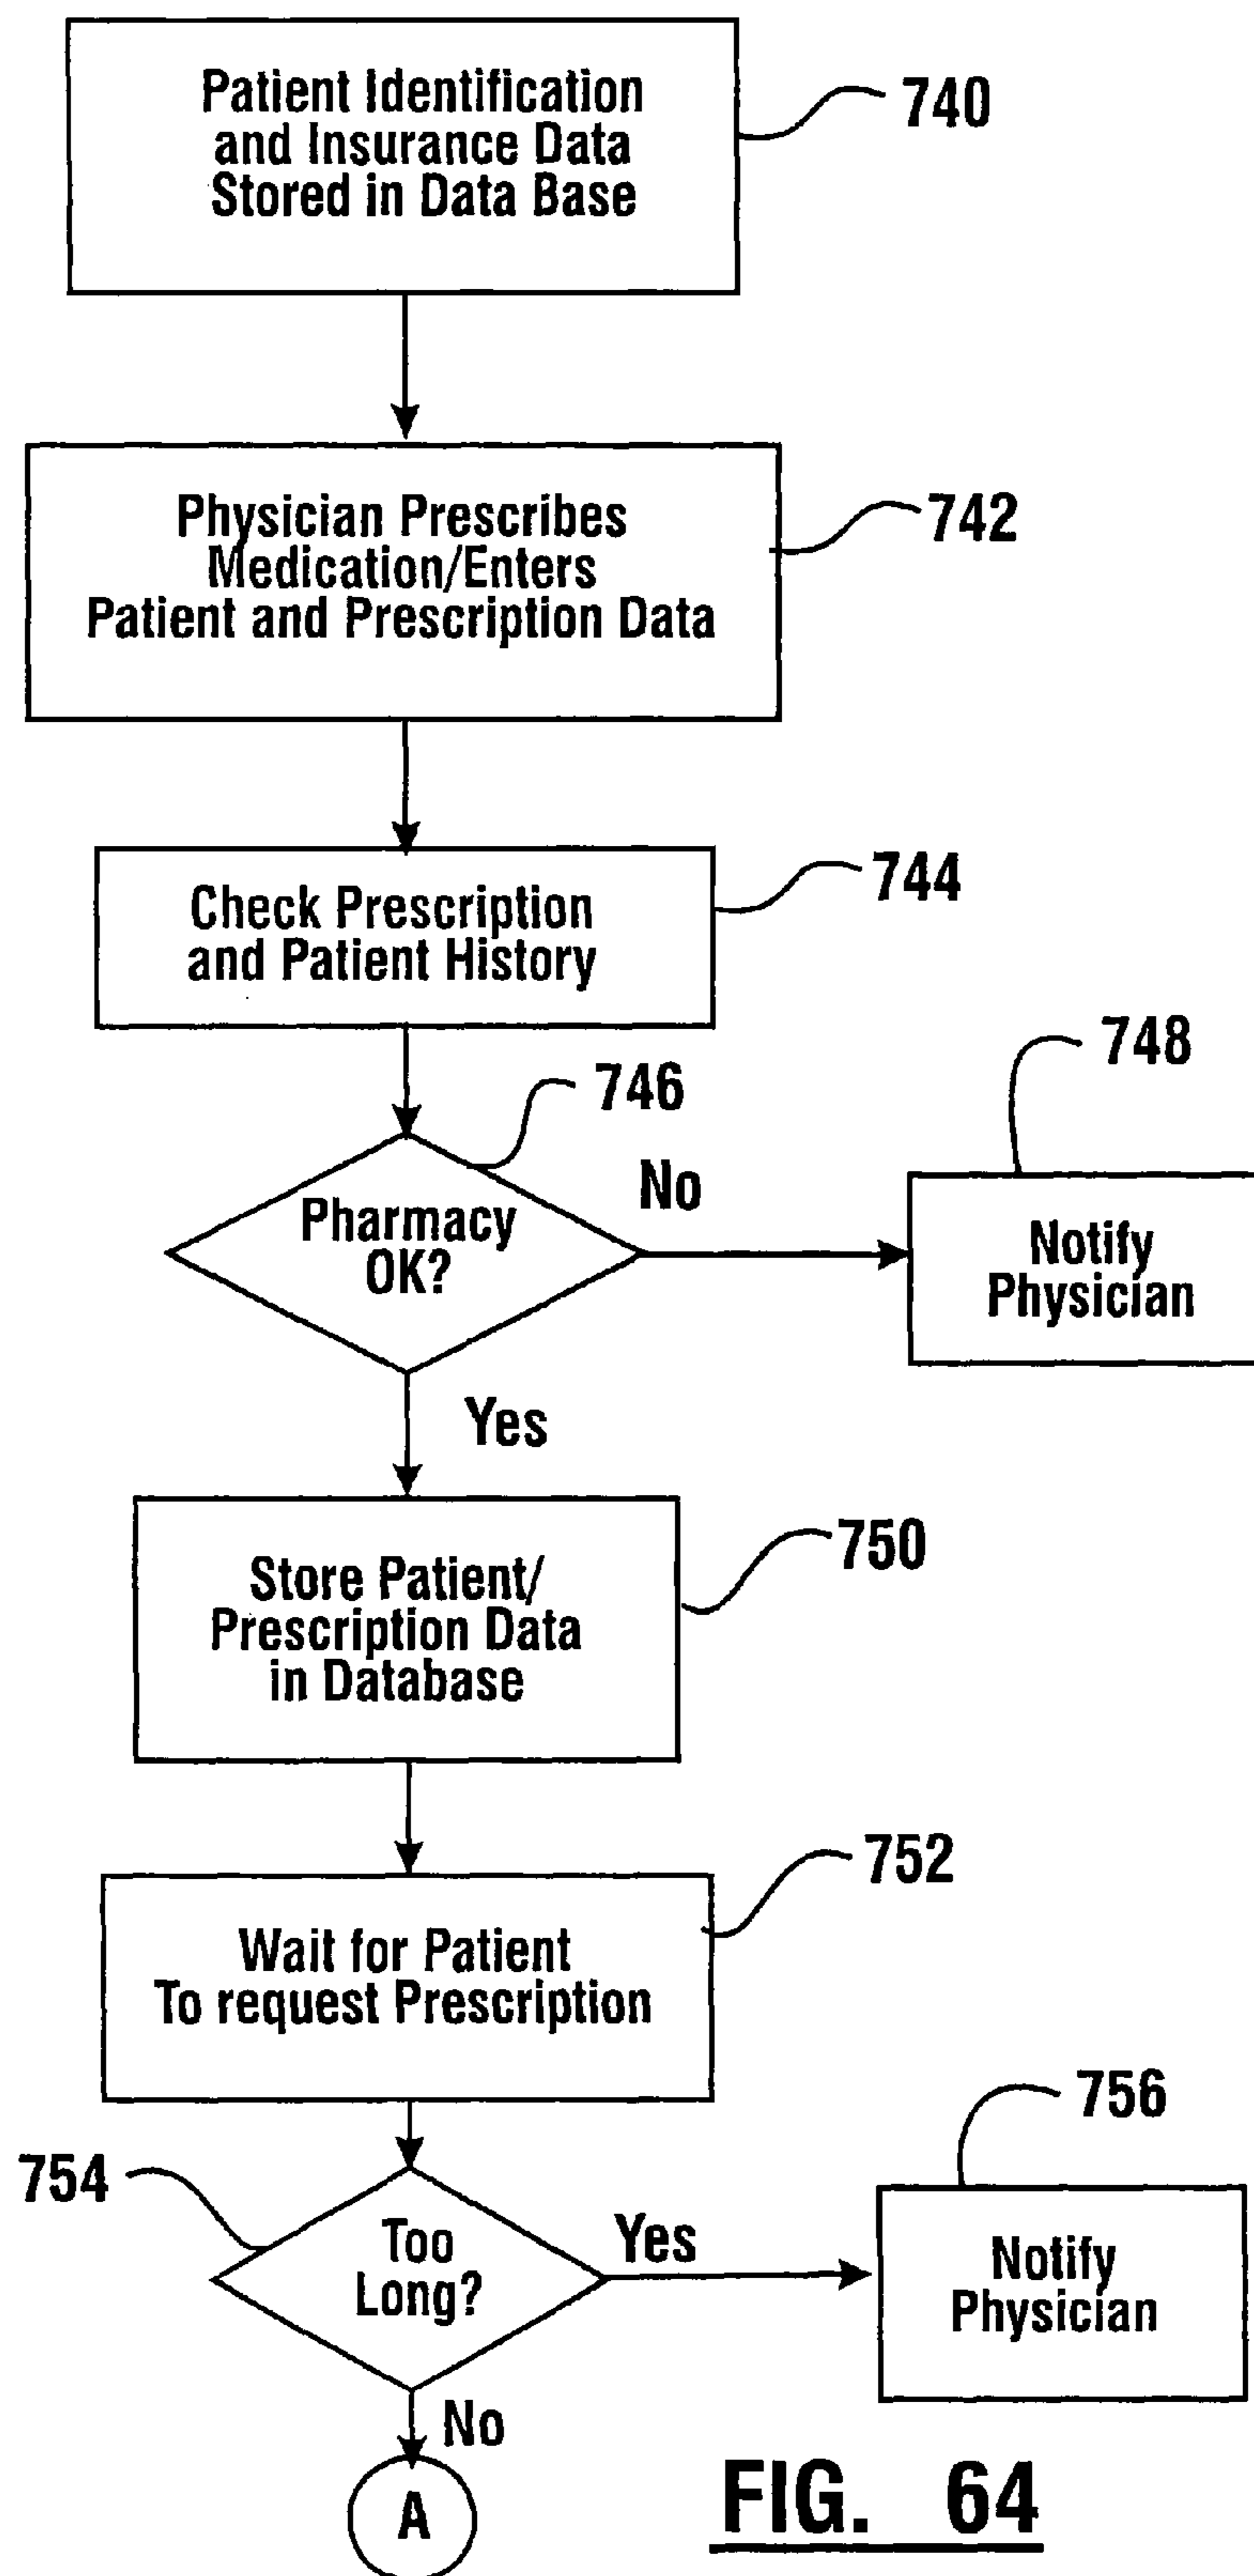 Patient Identification
and Insurance Data
Stored in Data Base
740
Physician Prescribes
Medication/Enters
Patient and Prescription Data
742
Check Prescription
and Patient History
744
746
Pharmacy
OK?
No
748
Notify
Physician
Yes
Store Patient/
Prescription Data
in Database
750
Wait for Patient
To request Prescription
752
754
Too
Long?
Yes
756
Notify
Physician
No
A
FIG. 64